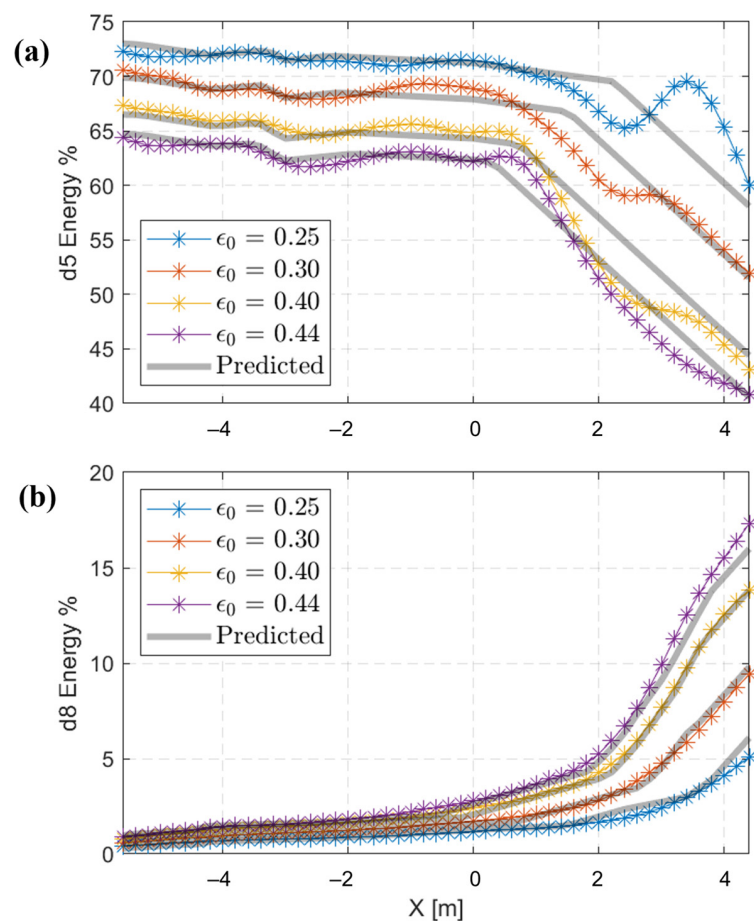 (a)
75
70
65
60
55
50
45
40
d5 Energy %
ϵ₀ = 0.25
ϵ₀ = 0.30
ϵ₀ = 0.40
ϵ₀ = 0.44
Predicted
–4 –2 0 2 4
(b)
20
15
10
5
0
d8 Energy %
ϵ₀ = 0.25
ϵ₀ = 0.30
ϵ₀ = 0.40
ϵ₀ = 0.44
Predicted
–4 –2 0 2 4
X [m]